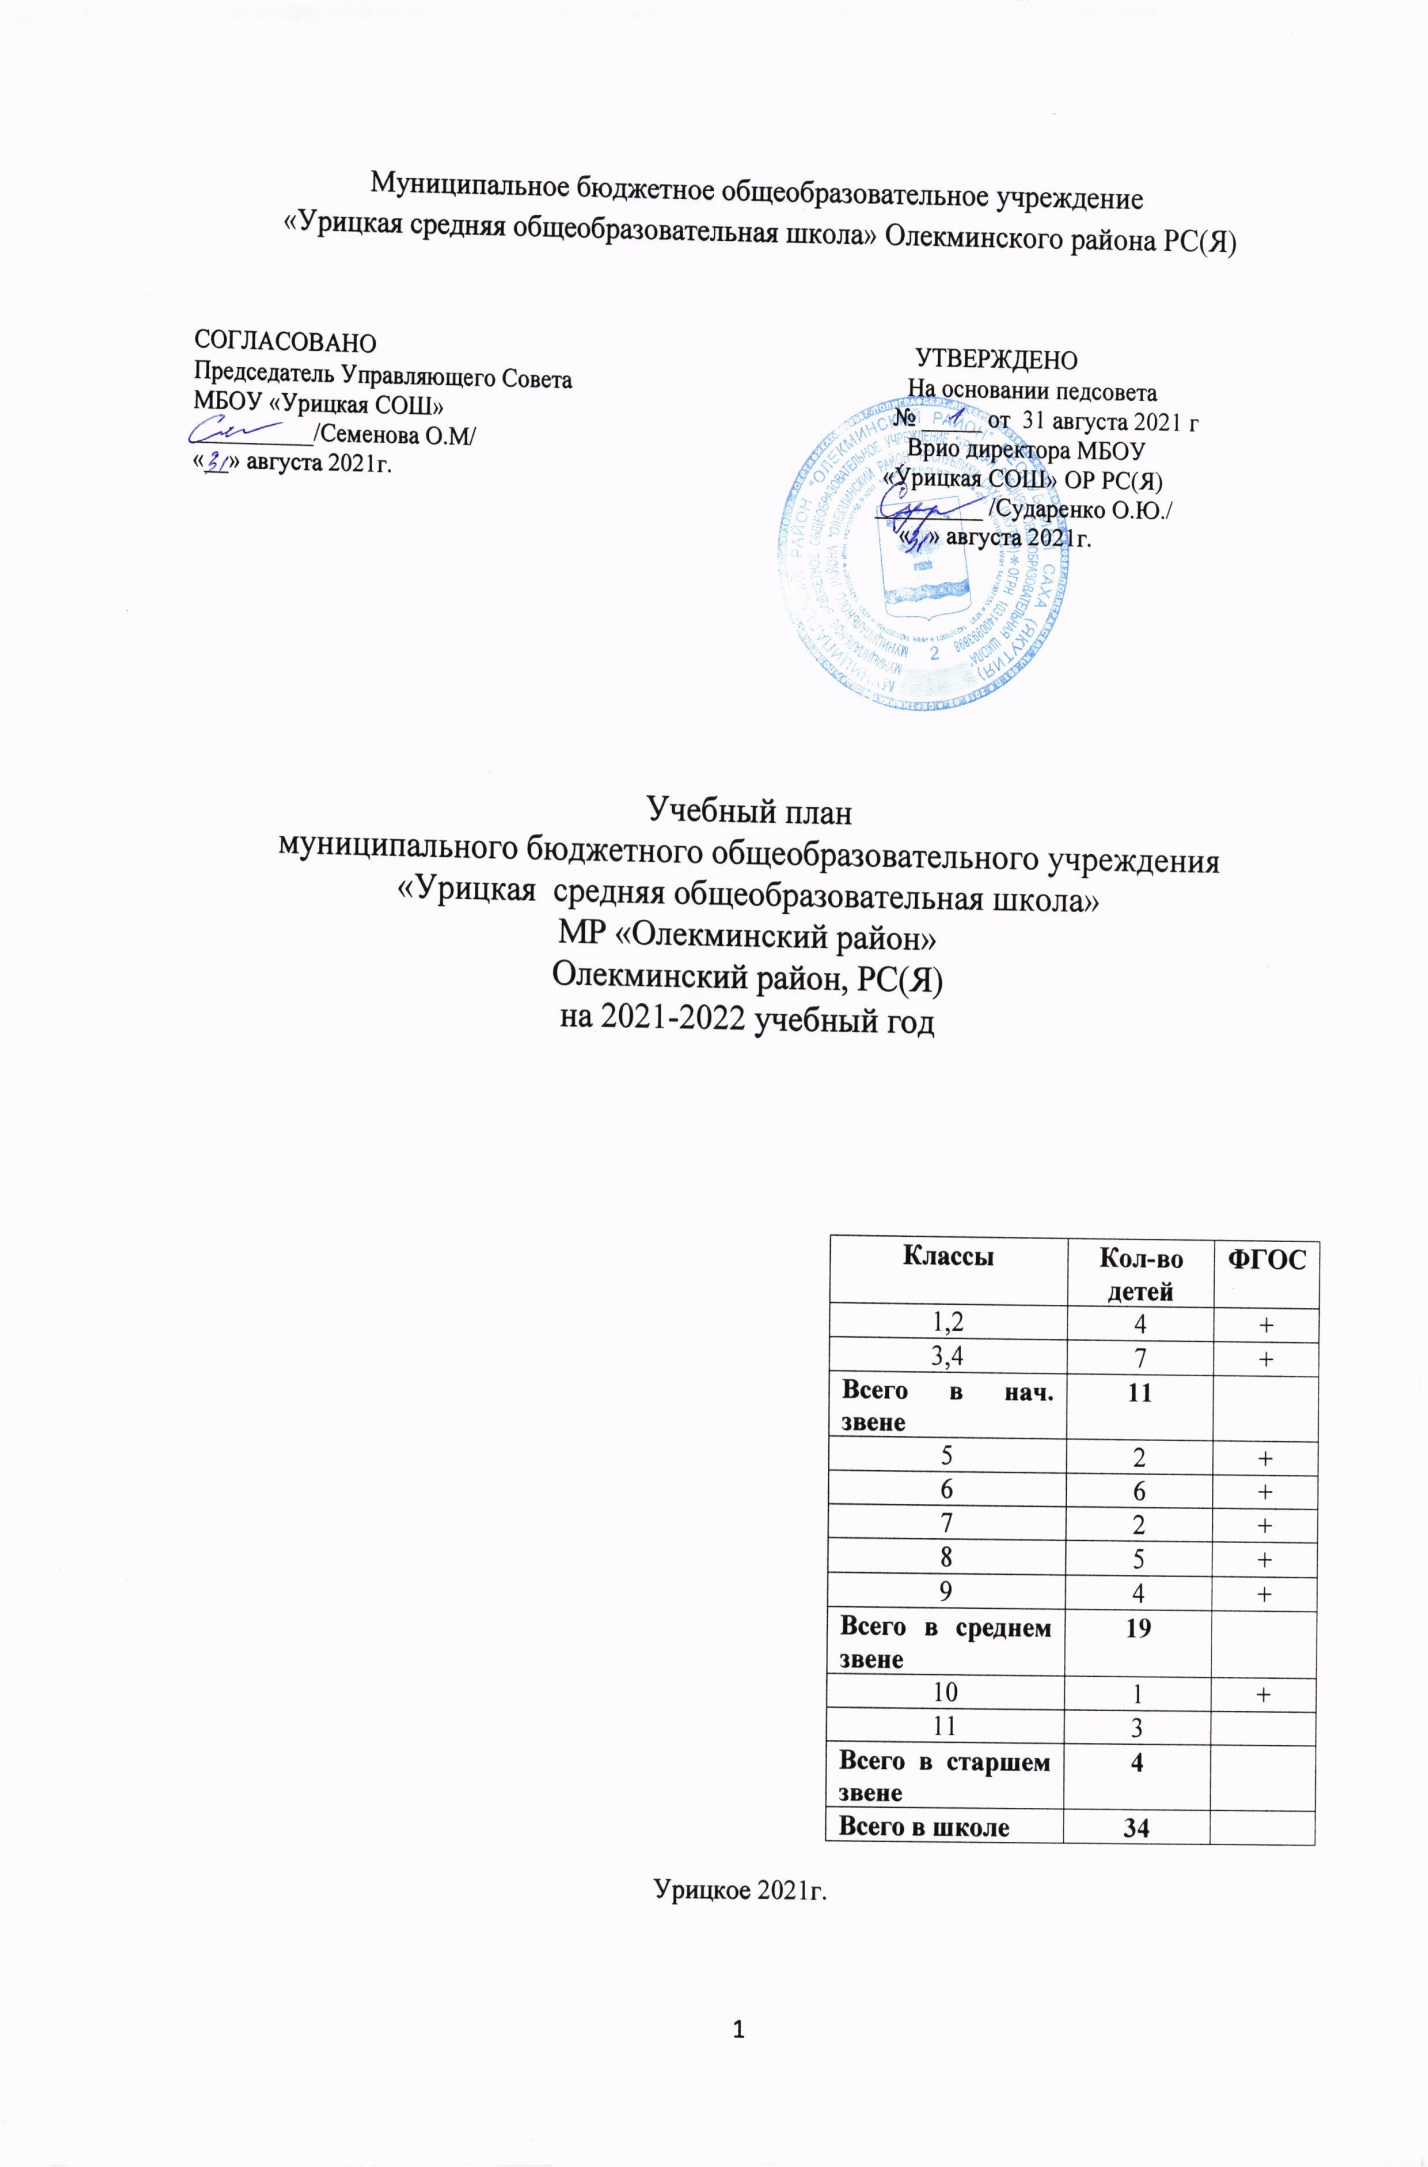 Муниципальное бюджетное общеобразовательное учреждение
«Урицкая средняя общеобразовательная школа» Олекминского района РС(Я)
СОГЛАСОВАНО
Председатель Управляющего Совета
МБОУ «Урицкая СОШ»
__________/Семенова О.М/
«31» августа 2021г.
УТВЕРЖДЕНО
На основании педсовета
№ 1 от 31 августа 2021 г
Врио директора МБОУ
«Урицкая СОШ» ОР РС(Я)
_________ /Сударенко О.Ю./
«31» августа 2021г.
Учебный план
муниципального бюджетного общеобразовательного учреждения
«Урицкая средняя общеобразовательная школа»
МР «Олекминский район»
Олекминский район, РС(Я)
на 2021-2022 учебный год
Классы Кол-во детей ФГОС
1,2 4 +
3,4 7 +
Всего в нач. звене 11
5 2 +
6 6 +
7 2 +
8 5 +
9 4 +
Всего в среднем звене 19
10 1 +
11 3
Всего в старшем звене 4
Всего в школе 34
Урицкое 2021г.
1